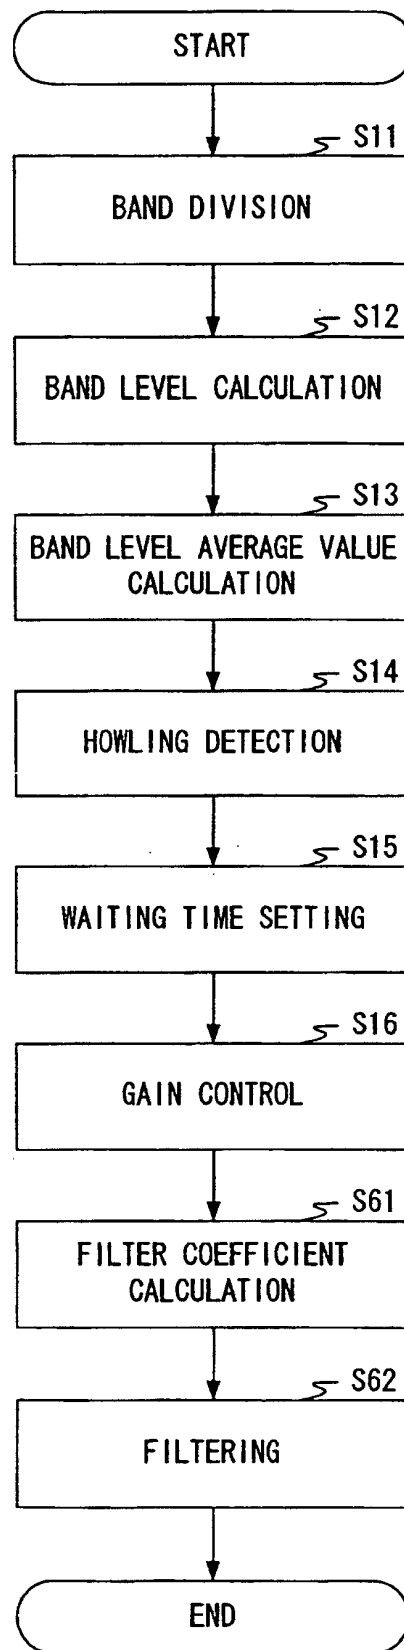 START
S11
BAND DIVISION
S12
BAND LEVEL CALCULATION
S13
BAND LEVEL AVERAGE VALUE
CALCULATION
S14
HOWLING DETECTION
S15
WAITING TIME SETTING
S16
GAIN CONTROL
S61
FILTER COEFFICIENT
CALCULATION
S62
FILTERING
END